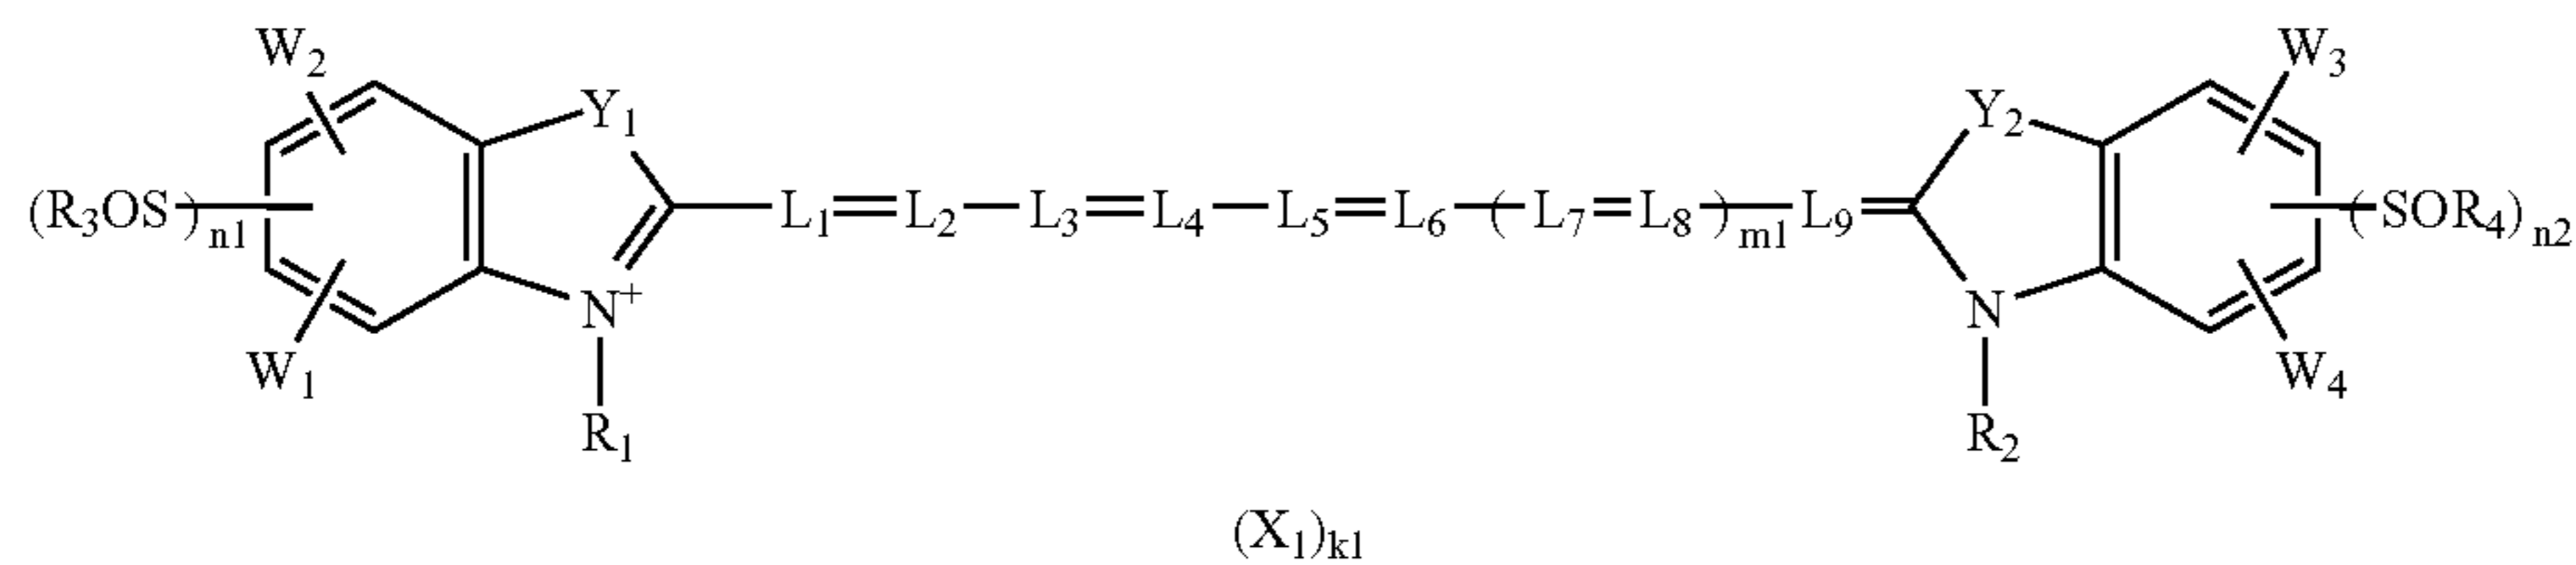 W₂ W₃
Y₁ Y₂
(R₃OS)ₙ₁ L₁=L₂—L₃=L₄—L₅=L₆—(L₇=L₈)ₘ₁—L₉ (SOR₄)ₙ₂
N⁺ N
W₁ W₄
R₁ R₂
(X₁)ₖ₁